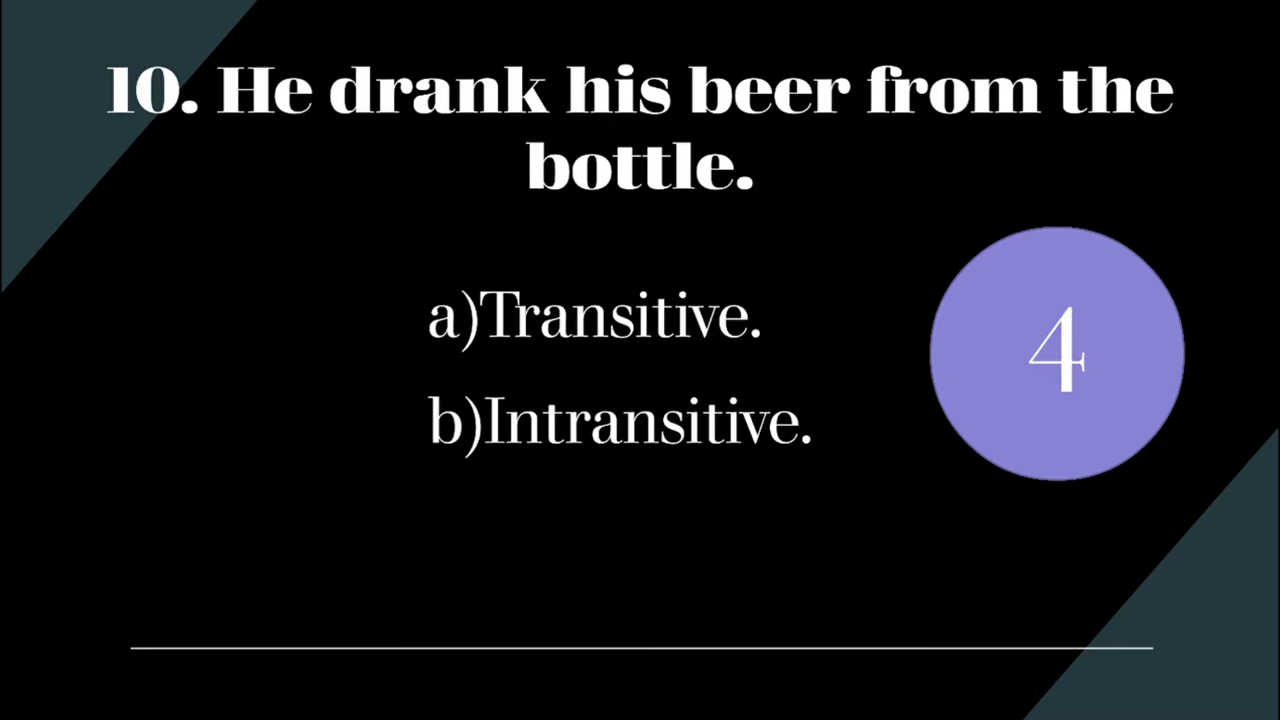 10. He drank his beer from the
bottle.
a)Transitive.
4
b)Intransitive.